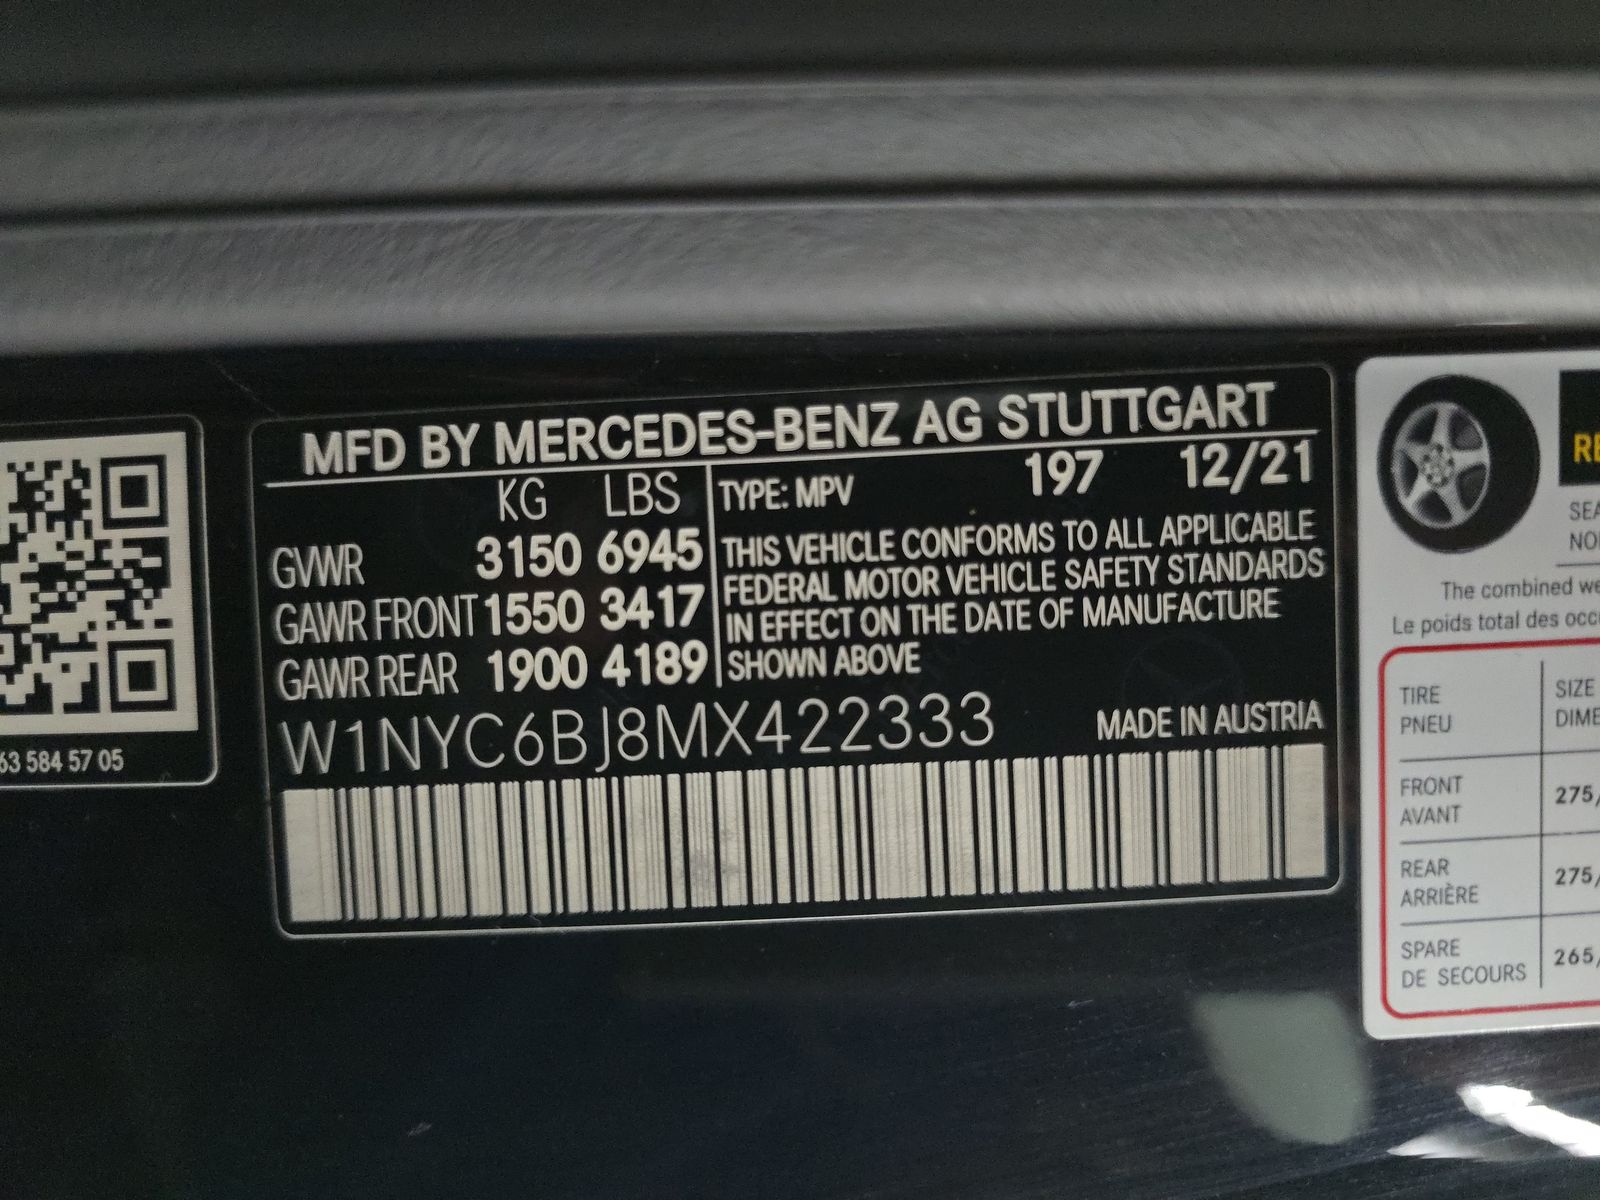 MFD BY MERCEDES-BENZ AG STUTTGART
KG LBS
GVWR 3150 6945
GAWR FRONT 1550 3417
GAWR REAR 1900 4189
TYPE: MPV 197 12/21
THIS VEHICLE CONFORMS TO ALL APPLICABLE
FEDERAL MOTOR VEHICLE SAFETY STANDARDS
IN EFFECT ON THE DATE OF MANUFACTURE
SHOWN ABOVE
W1NYC6BJ8MX422333
MADE IN AUSTRIA
63 584 57 05
The combined
Le poids total des
TIRE
PNEU
SIZE
FRONT
AVANT
275/
REAR
ARRIÈRE
275/
SPARE
DE SECOURS
265/